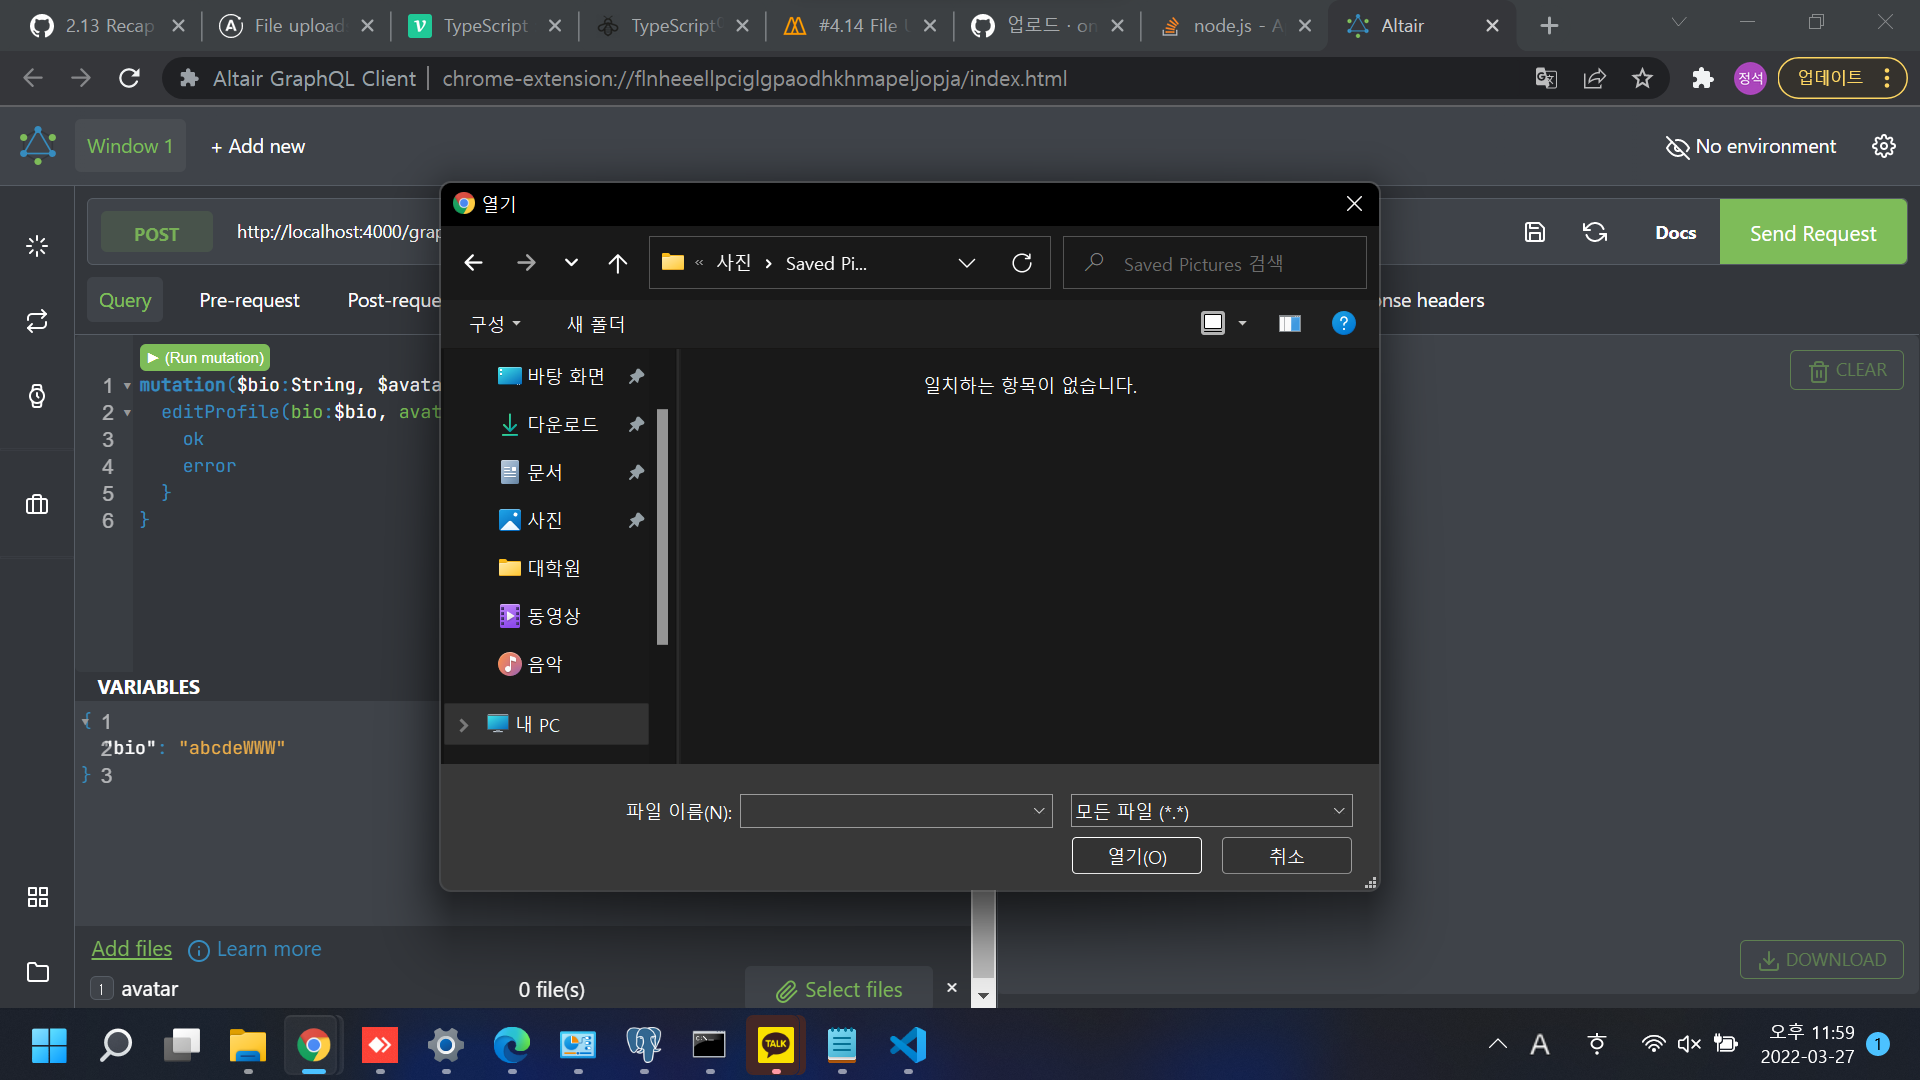 2.13 Recap
File upload
TypeScript
TypeScript
#4.14 File U
업로드 · on
node.js - A
Altair
Altair GraphQL Client
chrome-extension://flnheeellpciglgpaodhkhmapeljopja/index.html
정석
업데이트
Window 1
+ Add new
No environment
POST
http://localhost:4000/grap
Docs
Send Request
Query
Pre-request
Post-reque
onse headers
(Run mutation)
1 mutation($bio:String, $avata
2 editProfile(bio:$bio, avat
3 ok
4 error
5 }
6 }
CLEAR
VARIABLES
{ 1
2 "bio": "abcdeWWW"
} 3
Add files
Learn more
1 avatar
0 file(s)
Select files
DOWNLOAD
열기
« 사진 › Saved Pi...
Saved Pictures 검색
구성
새 폴더
바탕 화면
다운로드
문서
사진
대학원
동영상
음악
내 PC
일치하는 항목이 없습니다.
파일 이름(N):
모든 파일 (*.*)
열기(O)
취소
TALK
A
오후 11:59
2022-03-27
1